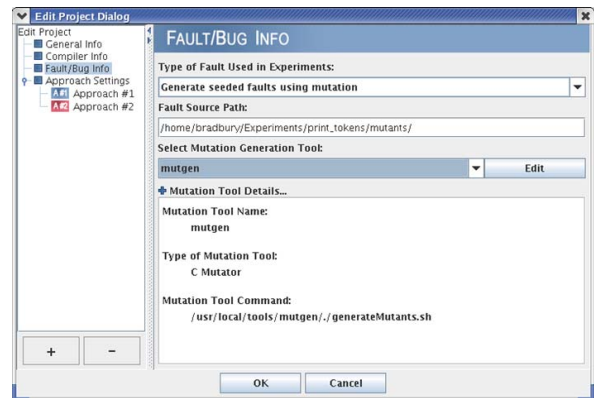 Edit Project Dialog
Edit Project
General Info
Compiler Info
Fault/Bug Info
Approach Settings
A#1 Approach #1
A#2 Approach #2
+ -
FAULT/BUG INFO
Type of Fault Used in Experiments:
Generate seeded faults using mutation
Fault Source Path:
/home/bradbury/Experiments/print_tokens/mutants/
Select Mutation Generation Tool:
mutgen Edit
Mutation Tool Details...
Mutation Tool Name:
mutgen
Type of Mutation Tool:
C Mutator
Mutation Tool Command:
/usr/local/tools/mutgen/./generateMutants.sh
OK Cancel